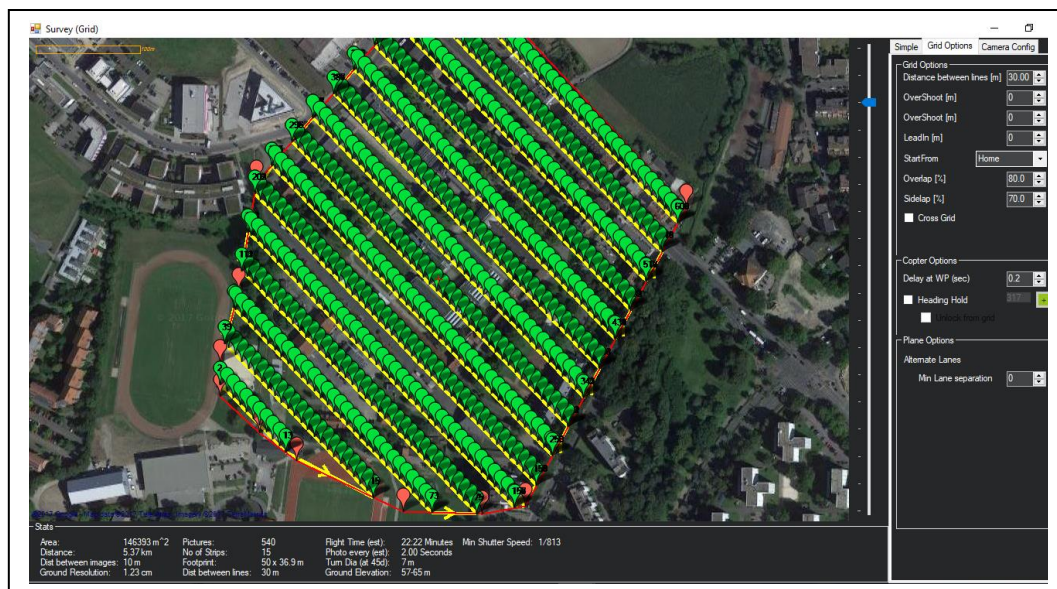 Survey (Grid)
100m
Simple Grid Options Camera Config
Grid Options
Distance between lines [m] 30.00
OverShoot [m] 0
OverShoot [m] 0
LeadIn [m] 0
StartFrom Home
Overlap [%] 80.0
Sidelap [%] 70.0
Cross Grid
Copter Options
Delay at WP (sec) 0.2
Heading Hold 317
Unlock from grid
Plane Options
Alternate Lanes
Min Lane separation 0
Stats
Area: 146393 m^2 Pictures: 540 Flight Time (est): 22.22 Minutes Min Shutter Speed: 1/813
Distance: 5.37 km No of Strips: 15 Photo every (est): 2.00 Seconds
Dist between images: 10 m Footprint: 50 x 36.9 m Turn Dia (at 45d): 7 m
Ground Resolution: 1.23 cm Dist between lines: 30 m Ground Elevation: 57-65 m